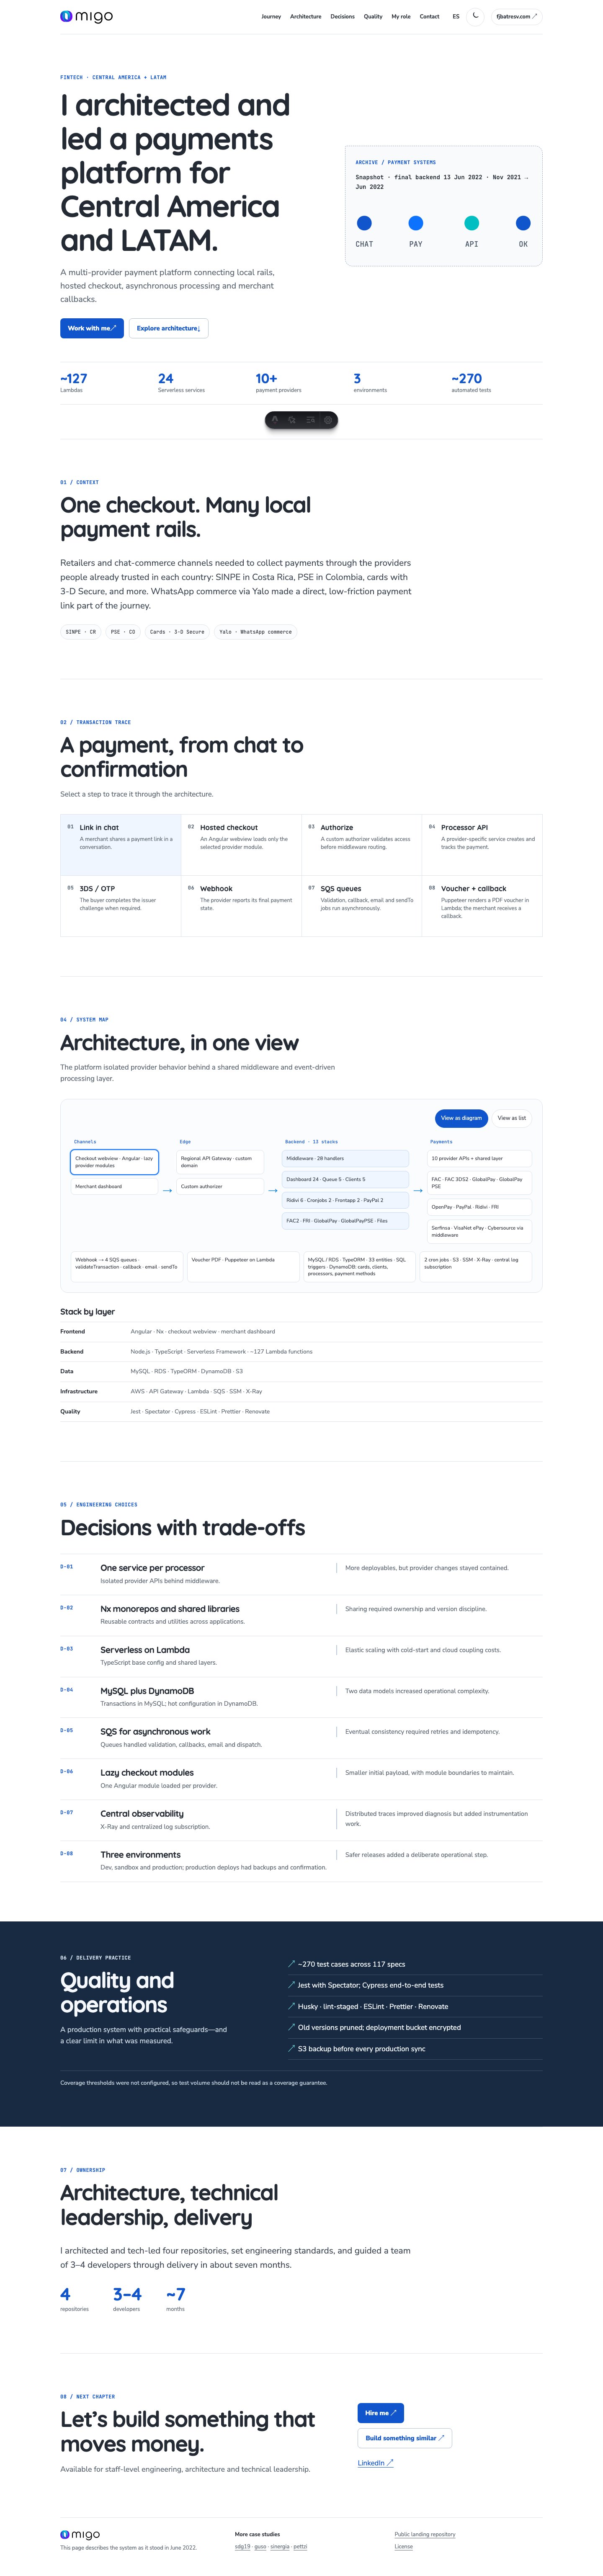 migo
Journey Architecture Decisions Quality My role Contact ES fjbatresv.com ↗
FINTECH · CENTRAL AMERICA + LATAM
I architected and
led a payments
platform for
Central America
and LATAM.
A multi-provider payment platform connecting local rails,
hosted checkout, asynchronous processing and merchant
callbacks.
Work with me↗ Explore architecture↓
ARCHIVE / PAYMENT SYSTEMS
Snapshot · final backend 13 Jun 2022 · Nov 2021 →
Jun 2022
CHAT PAY API OK
~127 24 10+ 3 ~270
Lambdas Serverless services payment providers environments automated tests
01 / CONTEXT
One checkout. Many local
payment rails.
Retailers and chat-commerce channels needed to collect payments through the providers
people already trusted in each country: SINPE in Costa Rica, PSE in Colombia, cards with
3-D Secure, and more. WhatsApp commerce via Yalo made a direct, low-friction payment
link part of the journey.
SINPE · CR PSE · CO Cards · 3-D Secure Yalo · WhatsApp commerce
02 / TRANSACTION TRACE
A payment, from chat to
confirmation
Select a step to trace it through the architecture.
01 Link in chat
A merchant shares a payment link in a
conversation.
02 Hosted checkout
An Angular webview loads only the
selected provider module.
03 Authorize
A custom authorizer validates access
before middleware routing.
04 Processor API
A provider-specific service creates and
tracks the payment.
05 3DS / OTP
The buyer completes the issuer
challenge when required.
06 Webhook
The provider reports its final payment
state.
07 SQS queues
Validation, callback, email and sendTo
jobs run asynchronously.
08 Voucher + callback
Puppeteer renders a PDF voucher in
Lambda; the merchant receives a
callback.
04 / SYSTEM MAP
Architecture, in one view
The platform isolated provider behavior behind a shared middleware and event-driven
processing layer.
View as diagram View as list
Channels
Checkout webview · Angular · lazy
provider modules
Merchant dashboard
→
Edge
Regional API Gateway · custom
domain
Custom authorizer
→
Backend · 13 stacks
Middleware · 28 handlers
Dashboard 24 · Queue 5 · Clients 5
Ridivi 6 · Cronjobs 2 · Frontapp 2 · PayPal 2
FAC2 · FRI · GlobalPay · GlobalPayPSE · Files
→
Payments
10 provider APIs + shared layer
FAC · FAC 3DS2 · GlobalPay · GlobalPay
PSE
OpenPay · PayPal · Ridivi · FRI
Serfinsa · VisaNet ePay · Cybersource via
middleware
Webhook → 4 SQS queues ·
validateTransaction · callback · email · sendTo
Voucher PDF · Puppeteer on Lambda
MySQL / RDS · TypeORM · 33 entities · SQL
triggers · DynamoDB: cards, clients,
processors, payment methods
2 cron jobs · S3 · SSM · X-Ray · central log
subscription
Stack by layer
Frontend Angular · Nx · checkout webview · merchant dashboard
Backend Node.js · TypeScript · Serverless Framework · ~127 Lambda functions
Data MySQL · RDS · TypeORM · DynamoDB · S3
Infrastructure AWS · API Gateway · Lambda · SQS · SSM · X-Ray
Quality Jest · Spectator · Cypress · ESLint · Prettier · Renovate
05 / ENGINEERING CHOICES
Decisions with trade-offs
D-01 One service per processor
Isolated provider APIs behind middleware.
More deployables, but provider changes stayed contained.
D-02 Nx monorepos and shared libraries
Reusable contracts and utilities across applications.
Sharing required ownership and version discipline.
D-03 Serverless on Lambda
TypeScript base config and shared layers.
Elastic scaling with cold-start and cloud coupling costs.
D-04 MySQL plus DynamoDB
Transactions in MySQL; hot configuration in DynamoDB.
Two data models increased operational complexity.
D-05 SQS for asynchronous work
Queues handled validation, callbacks, email and dispatch.
Eventual consistency required retries and idempotency.
D-06 Lazy checkout modules
One Angular module loaded per provider.
Smaller initial payload, with module boundaries to maintain.
D-07 Central observability
X-Ray and centralized log subscription.
Distributed traces improved diagnosis but added instrumentation
work.
D-08 Three environments
Dev, sandbox and production; production deploys had backups and confirmation.
Safer releases added a deliberate operational step.
06 / DELIVERY PRACTICE
Quality and
operations
A production system with practical safeguards—and
a clear limit in what was measured.
↗ ~270 test cases across 117 specs
↗ Jest with Spectator; Cypress end-to-end tests
↗ Husky · lint-staged · ESLint · Prettier · Renovate
↗ Old versions pruned; deployment bucket encrypted
↗ S3 backup before every production sync
Coverage thresholds were not configured, so test volume should not be read as a coverage guarantee.
07 / OWNERSHIP
Architecture, technical
leadership, delivery
I architected and tech-led four repositories, set engineering standards, and guided a team
of 3–4 developers through delivery in about seven months.
4 3–4 ~7
repositories developers months
08 / NEXT CHAPTER
Let’s build something that
moves money.
Available for staff-level engineering, architecture and technical leadership.
Hire me ↗
Build something similar ↗
LinkedIn ↗
migo
This page describes the system as it stood in June 2022.
More case studies
sdg19 · guso · sinergia · pettsi
Public landing repository
License